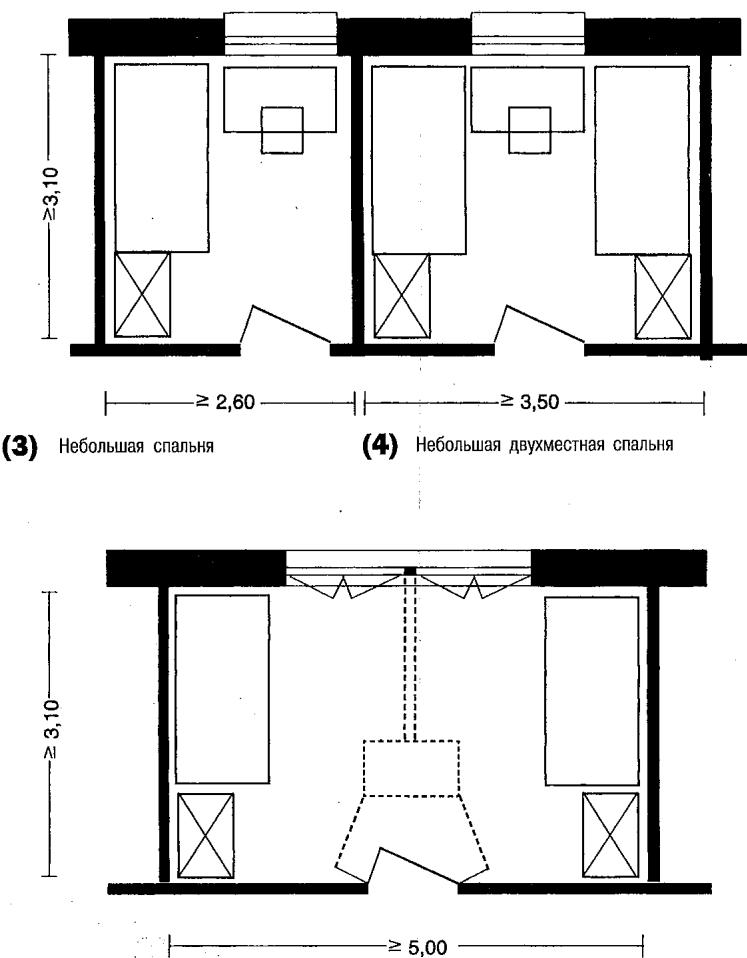 ≥3,10
≥ 2,60
≥ 3,50
(3) Небольшая спальня
(4) Небольшая двухместная спальня
≥ 3,10
≥ 5,00